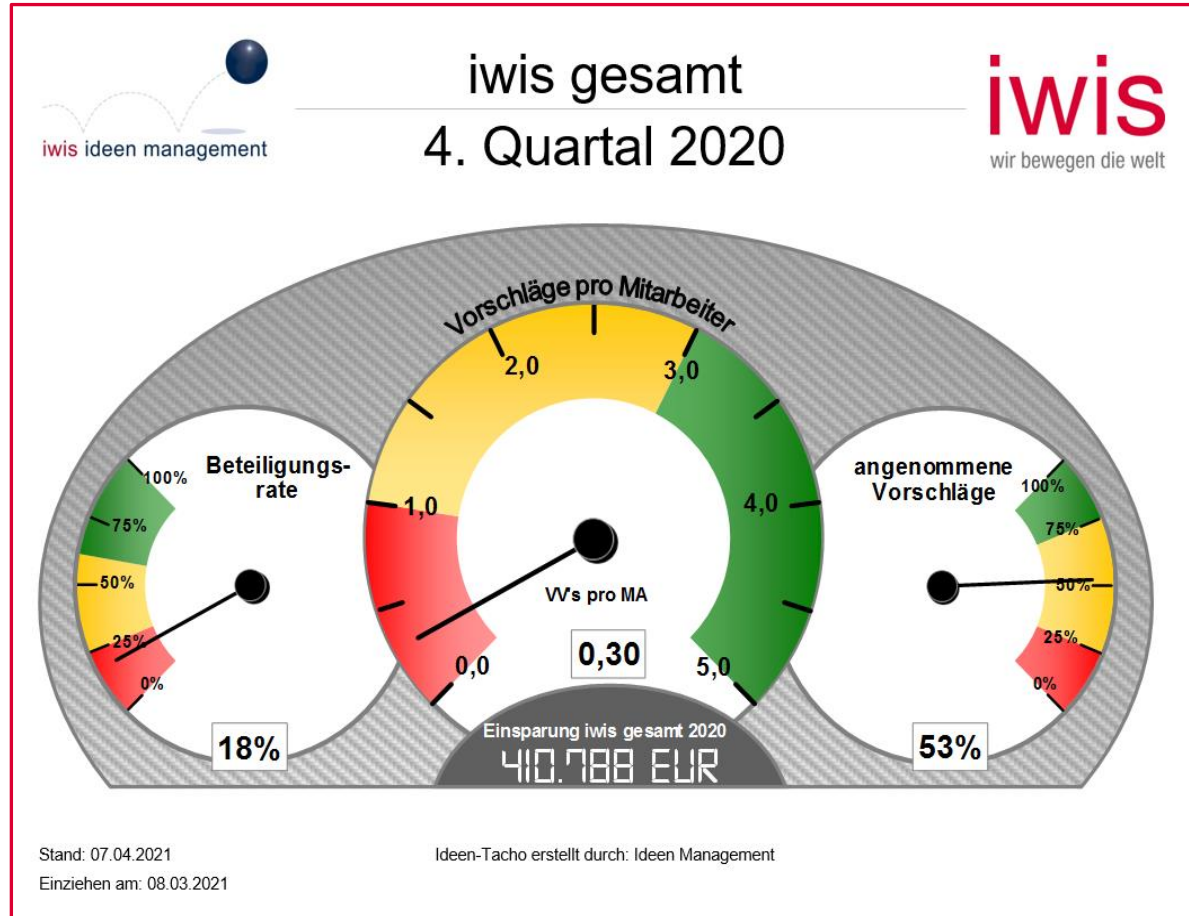 iwis ideen management
iwis gesamt
4. Quartal 2020
iwis
wir bewegen die welt
Vorschläge pro Mitarbeiter
0,0
1,0
2,0
3,0
4,0
5,0
VV's pro MA
0,30
Beteiligungs-
rate
100%
75%
50%
25%
0%
18%
angenommene
Vorschläge
100%
75%
50%
25%
0%
53%
Einsparung iwis gesamt 2020
410.788 EUR
Stand: 07.04.2021
Ideen-Tacho erstellt durch: Ideen Management
Einziehen am: 08.03.2021